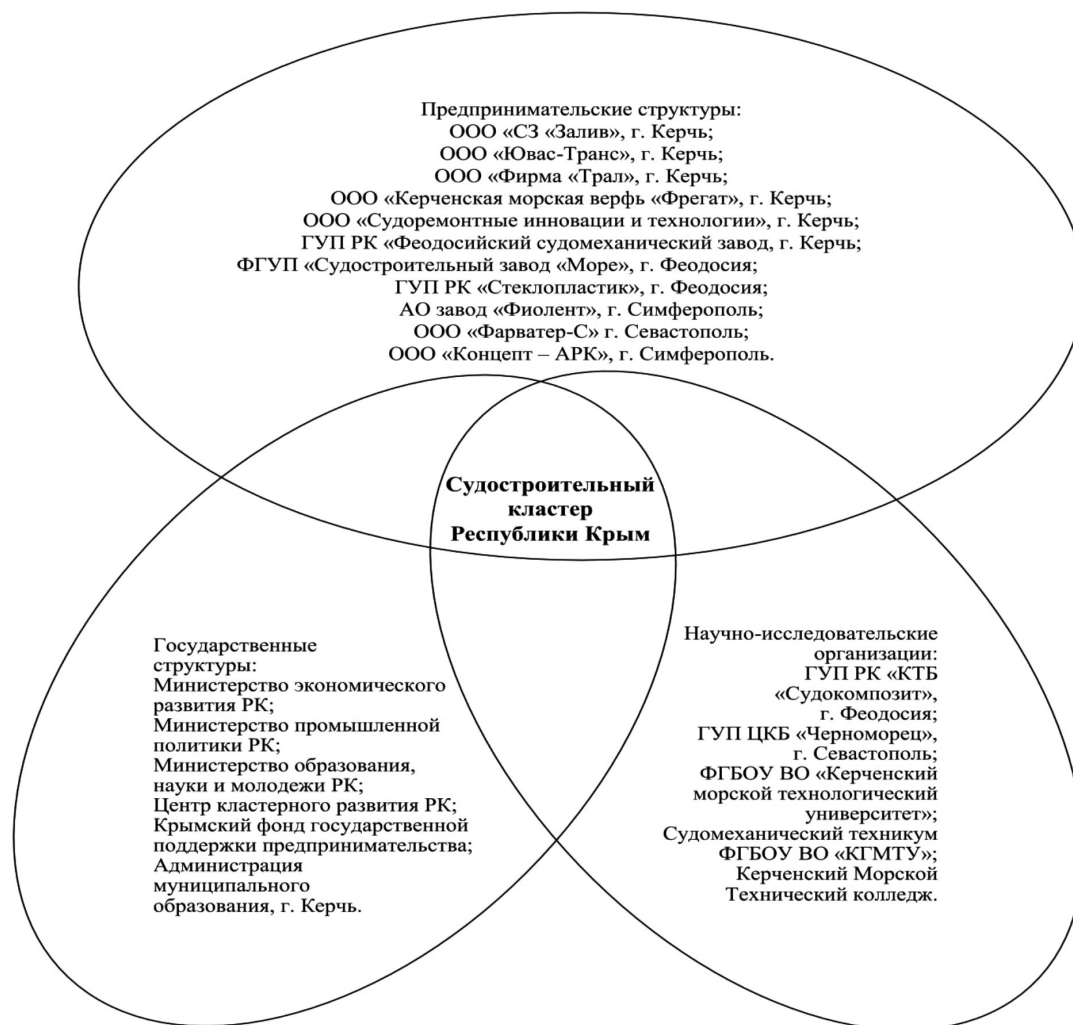 Предпринимательские структуры:
ООО «СЗ «Залив», г. Керчь;
ООО «Ювас-Транс», г. Керчь;
ООО «Фирма «Трал», г. Керчь;
ООО «Керченская морская верфь «Фрегат», г. Керчь;
ООО «Судоремонтные инновации и технологии», г. Керчь;
ГУП РК «Феодосийский судомеханический завод, г. Керчь;
ФГУП «Судостроительный завод «Море», г. Феодосия;
ГУП РК «Стеклопластик», г. Феодосия;
АО завод «Фиолент», г. Симферополь;
ООО «Фарватер-С» г. Севастополь;
ООО «Концепт – АРК», г. Симферополь.
Судостроительный
кластер
Республики Крым
Государственные
структуры:
Министерство экономического
развития РК;
Министерство промышленной
политики РК;
Министерство образования,
науки и молодежи РК;
Центр кластерного развития РК;
Крымский фонд государственной
поддержки предпринимательства;
Администрация
муниципального
образования, г. Керчь.
Научно-исследовательские
организации:
ГУП РК «КТБ
«Судокомпозит»,
г. Феодосия;
ГУП ЦКБ «Черноморец»,
г. Севастополь;
ФГБОУ ВО «Керченский
морской технологический
университет»;
Судомеханический техникум
ФГБОУ ВО «КГМТУ»;
Керченский Морской
Технический колледж.